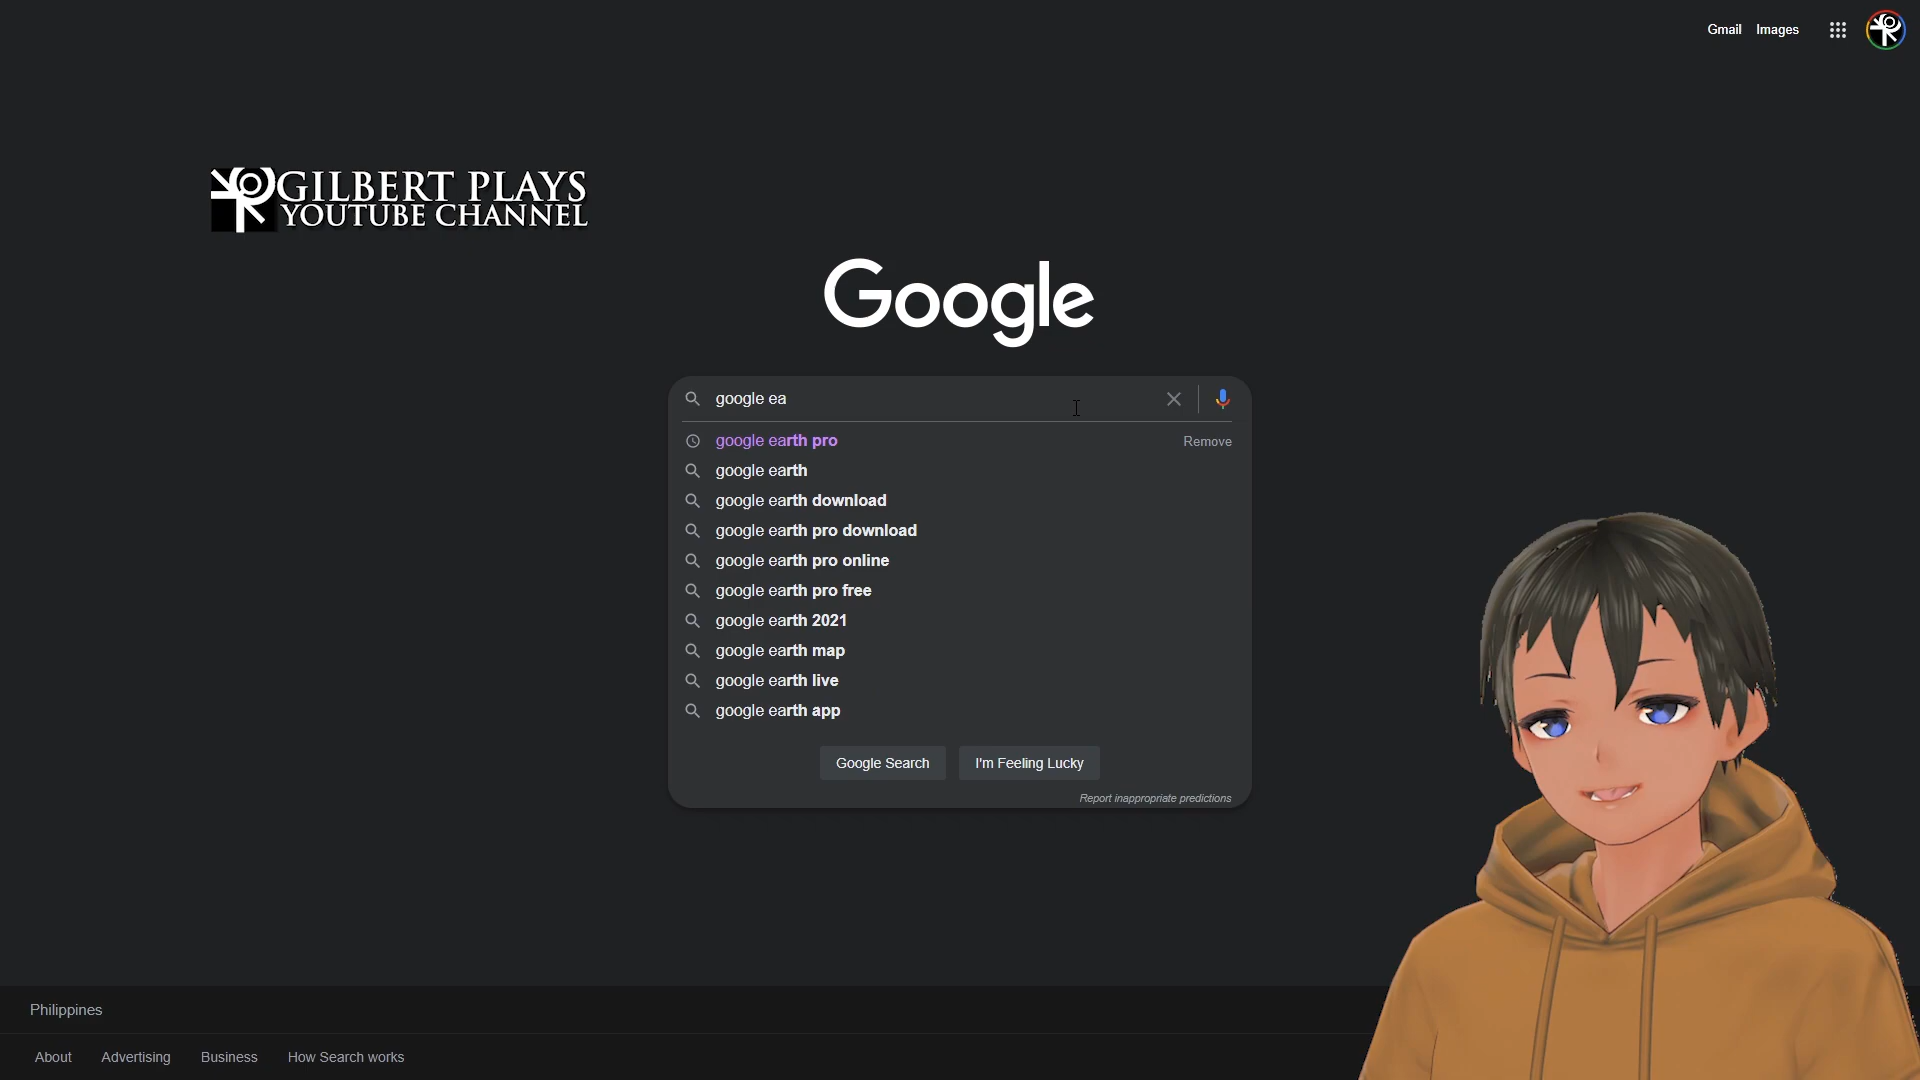 Gmail Images
GILBERT PLAYS
YOUTUBE CHANNEL
Google
google ea
google earth pro Remove
google earth
google earth download
google earth pro download
google earth pro online
google earth pro free
google earth 2021
google earth map
google earth live
google earth app
Google Search I'm Feeling Lucky
Report inappropriate predictions
Philippines
About Advertising Business How Search works